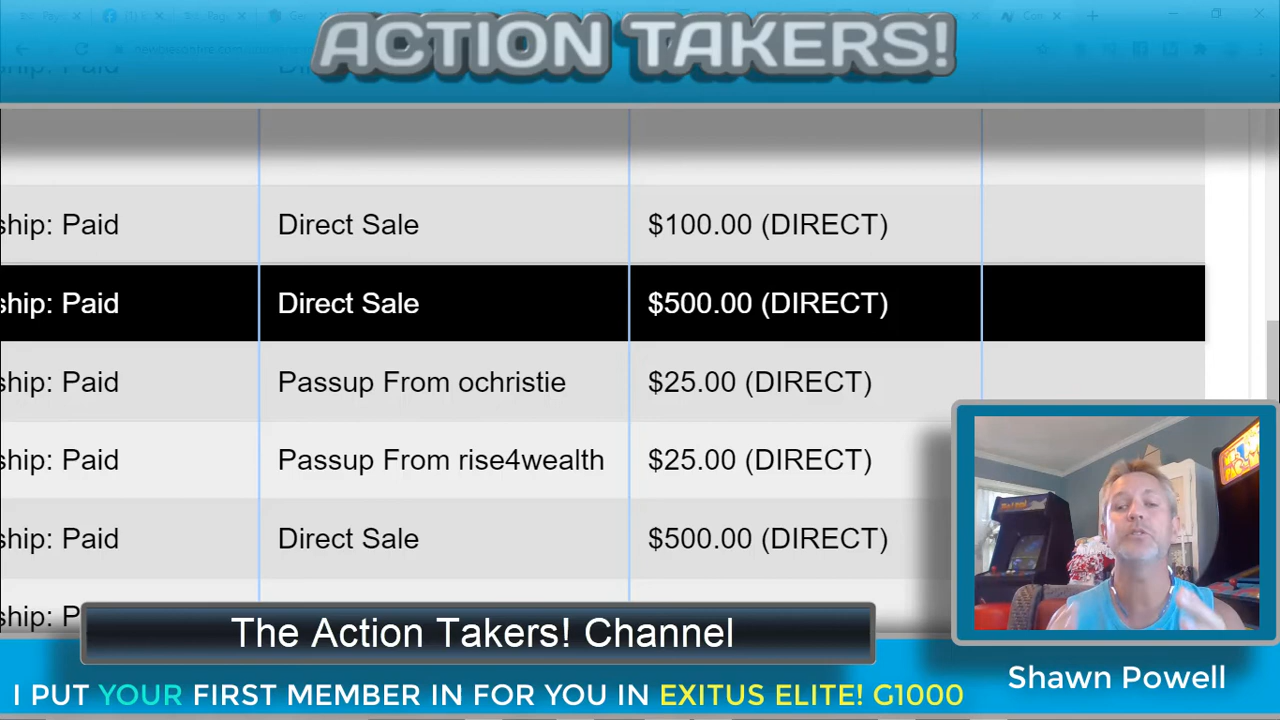 ACTION TAKERS!
ship: Paid Direct Sale $100.00 (DIRECT)
ship: Paid Direct Sale $500.00 (DIRECT)
ship: Paid Passup From ochristie $25.00 (DIRECT)
ship: Paid Passup From rise4wealth $25.00 (DIRECT)
ship: Paid Direct Sale $500.00 (DIRECT)
ship: P
The Action Takers! Channel
Shawn Powell
I PUT YOUR FIRST MEMBER IN FOR YOU IN EXITUS ELITE! G1000